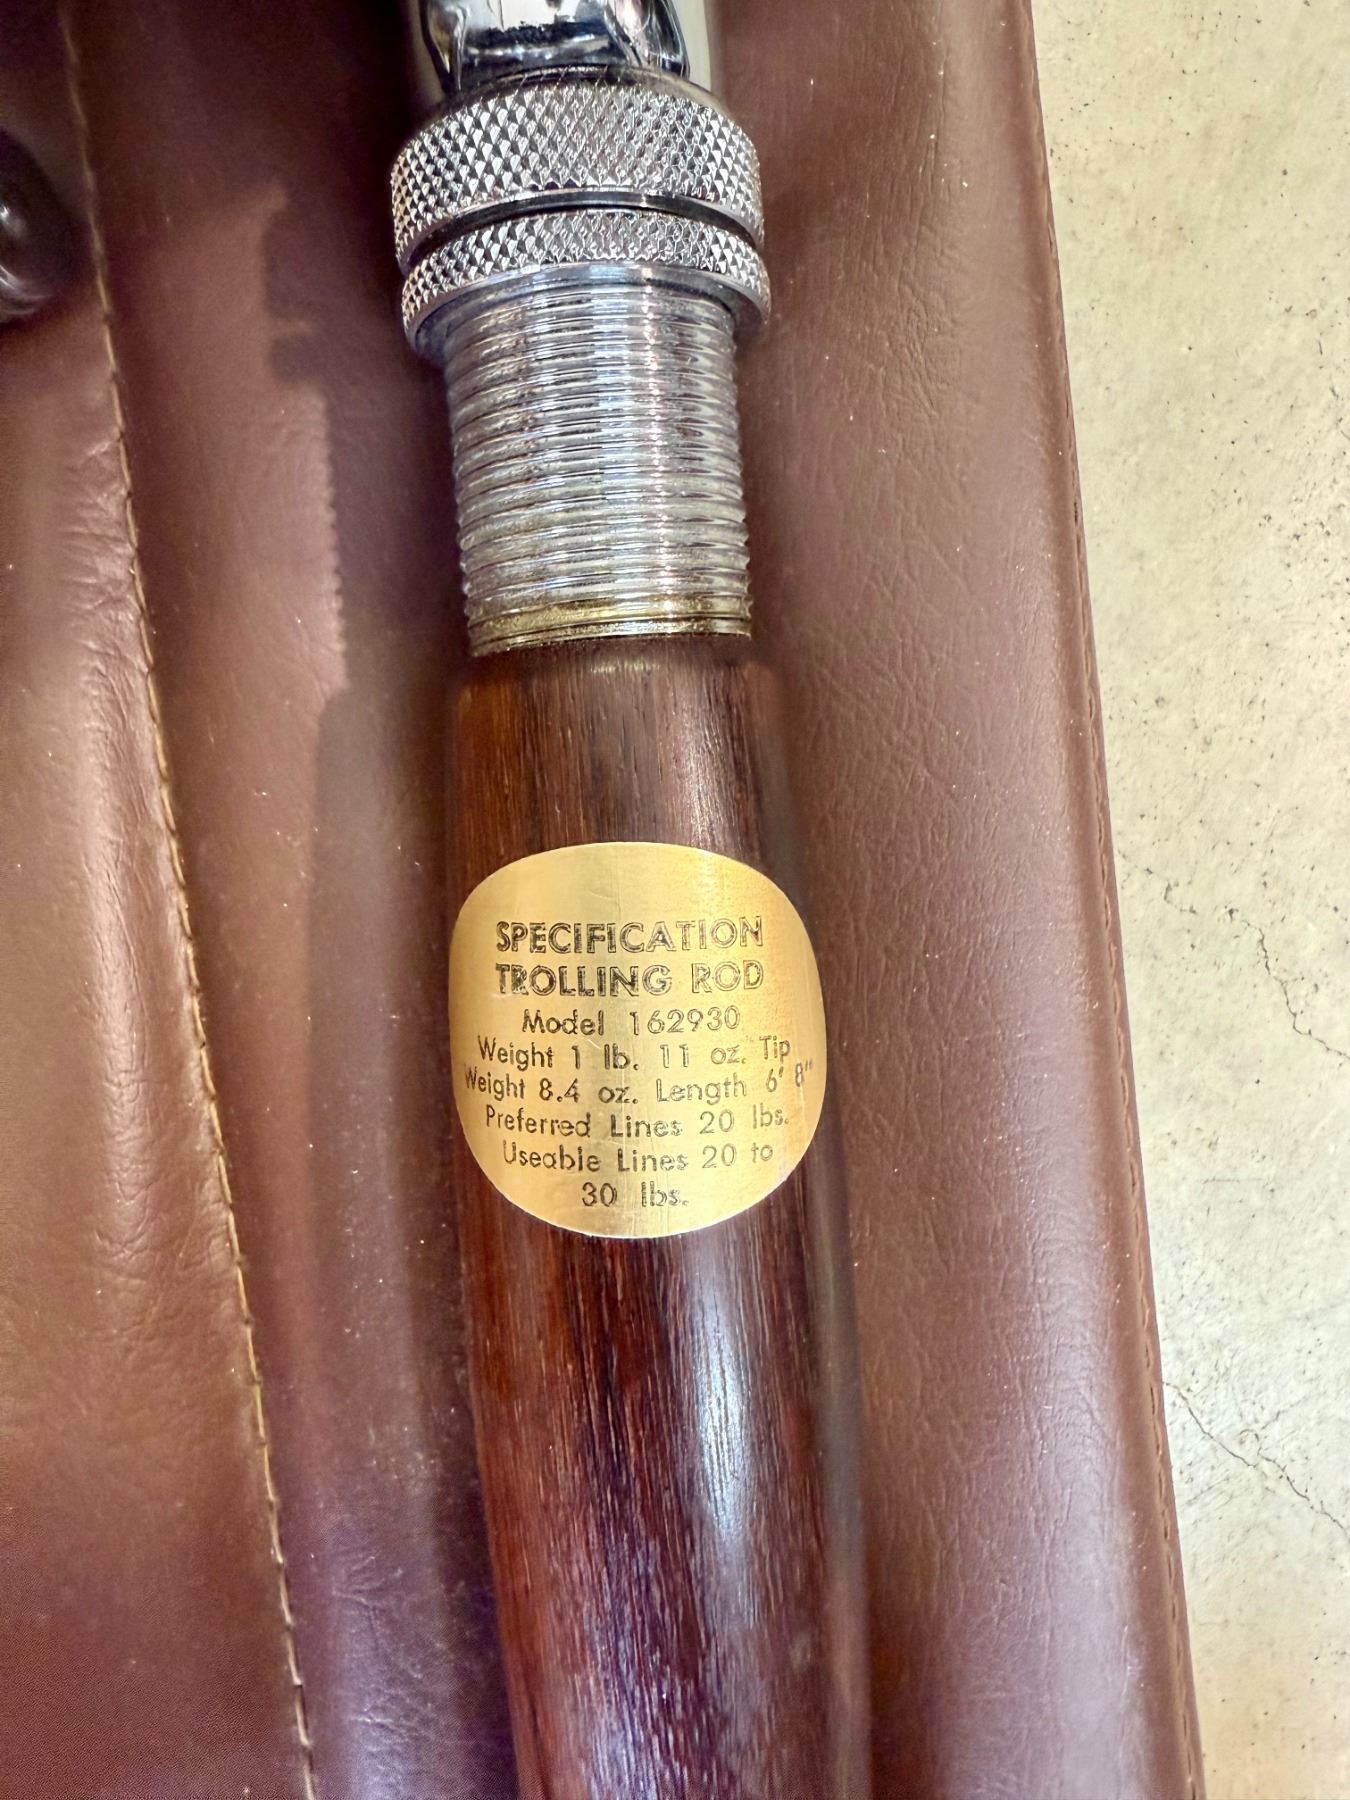 SPECIFICATION
TROLLING ROD
Model 162930
Weight 1 lb. 11 oz. Tip
Weight 8.4 oz. Length 6' 8"
Preferred Lines 20 lbs.
Useable Lines 20 to
30 lbs.